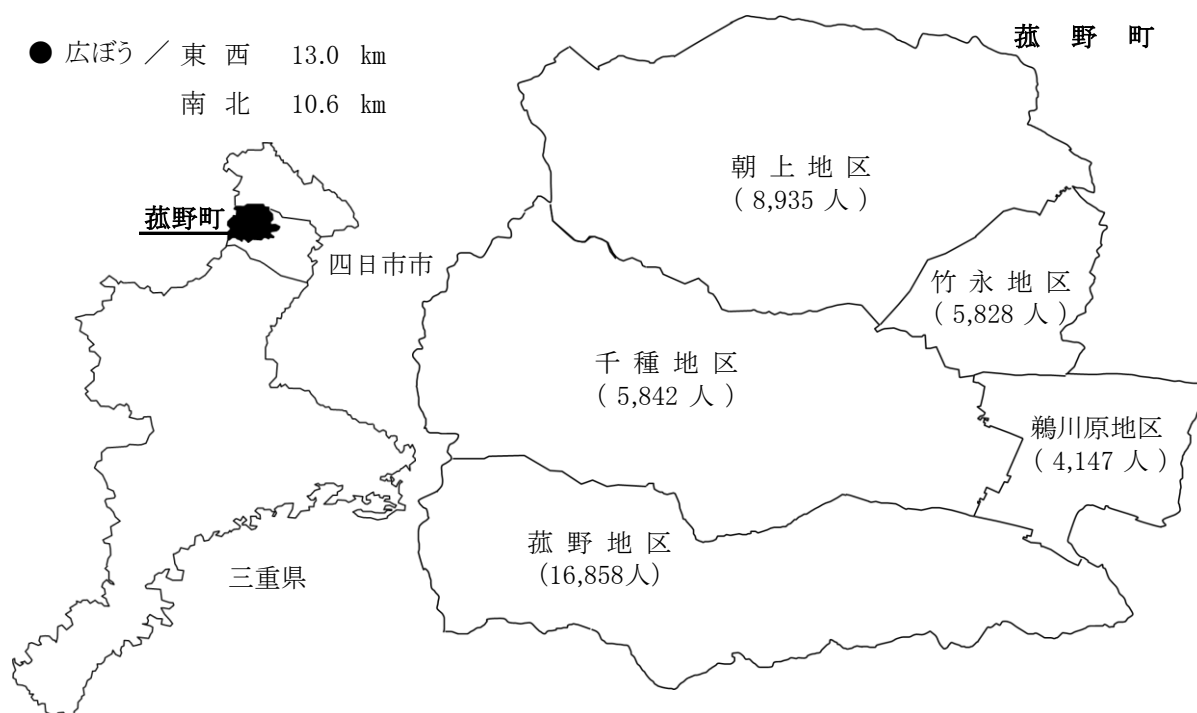 ● 広ぼう / 東西 13.0 km
南北 10.6 km
菰野町
菰野町
四日市市
三重県
朝上地区
( 8,935 人 )
竹永地区
( 5,828 人 )
千種地区
( 5,842 人 )
鵜川原地区
( 4,147 人 )
菰野地区
(16,858人)